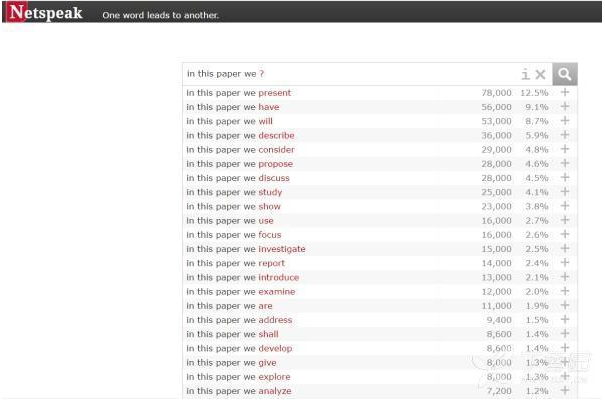 Netspeak One word leads to another.
in this paper we ? i
in this paper we present 78,000 12.5% +
in this paper we have 56,000 9.1% +
in this paper we will 53,000 8.7% +
in this paper we describe 36,000 5.9% +
in this paper we consider 29,000 4.8% +
in this paper we propose 28,000 4.6% +
in this paper we discuss 28,000 4.5% +
in this paper we study 25,000 4.1% +
in this paper we show 23,000 3.8% +
in this paper we use 16,000 2.7% +
in this paper we focus 16,000 2.6% +
in this paper we investigate 15,000 2.5% +
in this paper we report 14,000 2.4% +
in this paper we introduce 13,000 2.1% +
in this paper we examine 12,000 2.0% +
in this paper we are 11,000 1.9% +
in this paper we address 9,400 1.5% +
in this paper we shall 8,600 1.4% +
in this paper we develop 8,600 1.4% +
in this paper we give 8,000 1.3% +
in this paper we explore 8,000 1.3% +
in this paper we analyze 7,200 1.2% +